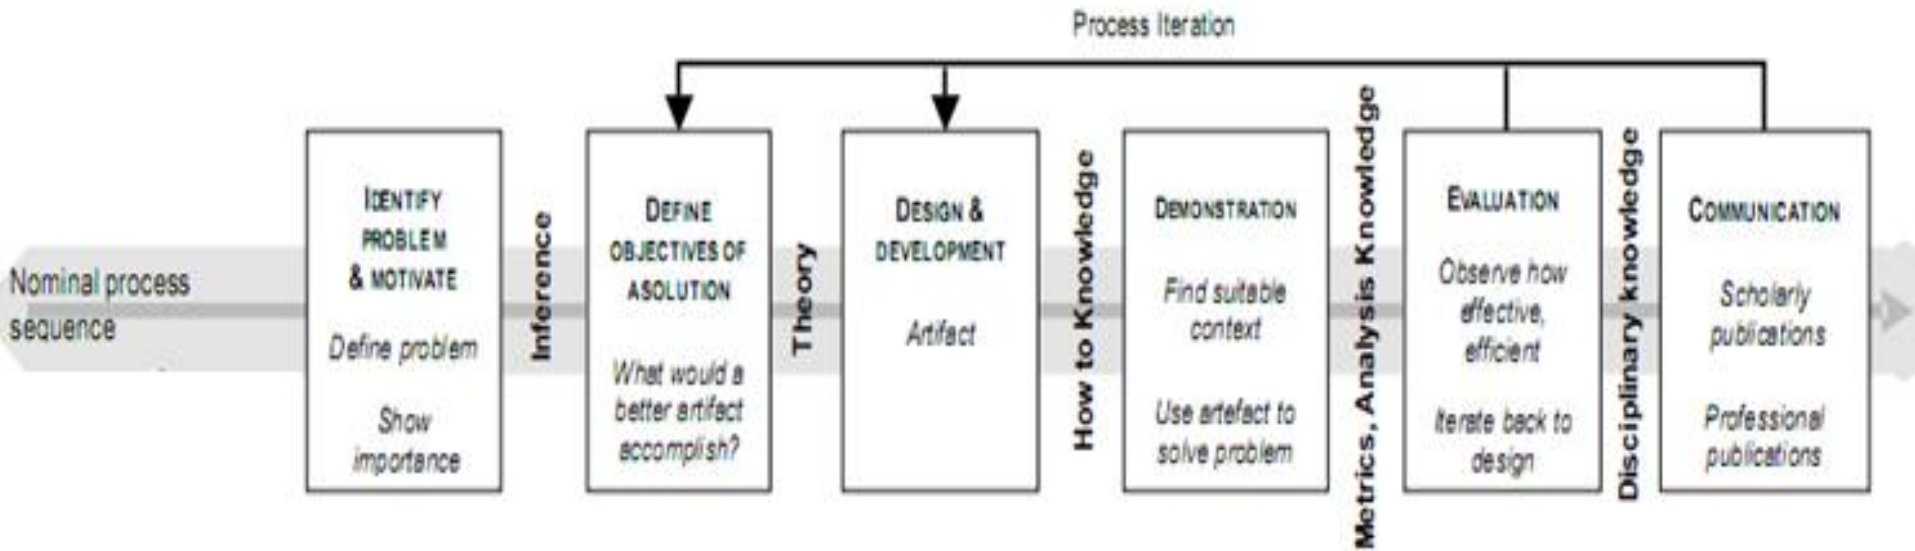 Process Iteration
Nominal process
sequence
IDENTIFY
PROBLEM
& MOTIVATE
Define problem
Show
importance
Inference
DEFINE
OBJECTIVES OF
ASOLUTION
What would a
better artifact
accomplish?
Theory
DESIGN &
DEVELOPMENT
Artifact
How to Knowledge
DEMONSTRATION
Find suitable
context
Use artefact to
solve problem
Metrics, Analysis Knowledge
EVALUATION
Observe how
effective,
efficient
Iterate back to
design
Disciplinary knowledge
COMMUNICATION
Scholarly
publications
Professional
publications